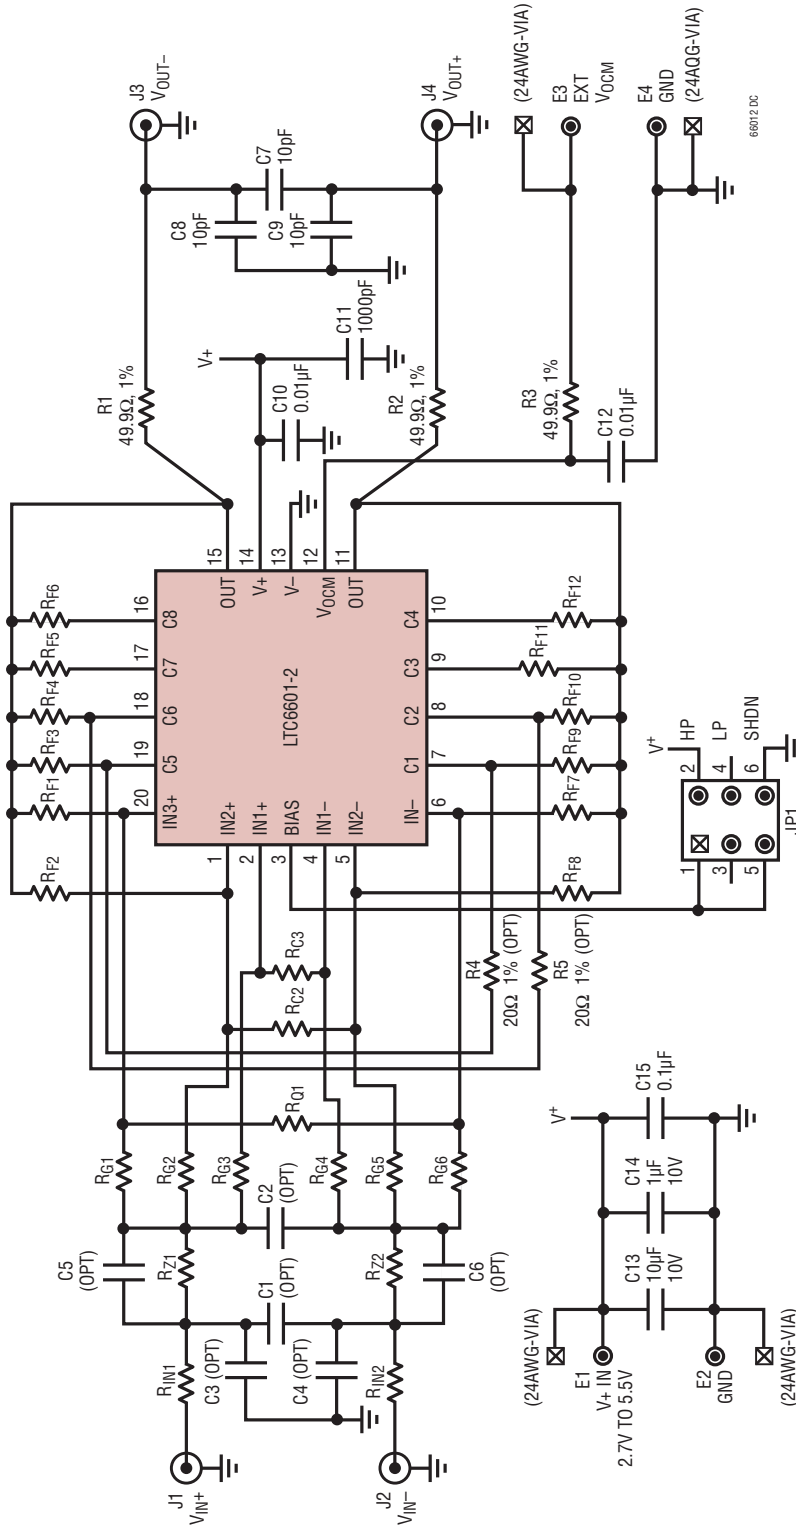 J1
VIN+
RIN1
C3 (OPT)
C4 (OPT)
RIN2
J2
VIN–
C5
(OPT)
RZ1
C1
(OPT)
RZ2
C6
(OPT)
RG1
RG2
RG3
C2
(OPT)
RG4
RG5
RG6
RQ1
RC2
RC3
R4
20Ω 1% (OPT)
R5
20Ω 1% (OPT)
RF2
RF1
RF3
RF4
RF5
RF6
20
19
18
17
16
IN3+
C5
C6
C7
C8
1
IN2+
2
IN1+
3
BIAS
4
IN1–
5
IN2–
LTC6601-2
OUT
15
V+
14
V–
13
VOCM
12
OUT
11
IN–
C1
C2
C3
C4
6
7
8
9
10
RF8
RF7
RF9
RF10
RF11
RF12
R1
49.9Ω, 1%
V+
C10
0.01µF
C11
1000pF
R2
49.9Ω, 1%
C8
10pF
C7
10pF
C9
10pF
J3
VOUT–
J4
VOUT+
R3
49.9Ω, 1%
C12
0.01µF
(24AWG-VIA)
E3
EXT
VOCM
E4
GND
(24AQG-VIA)
(24AWG-VIA)
E1
V+ IN
2.7V TO 5.5V
E2
GND
(24AWG-VIA)
C13
10µF
10V
C14
1µF
10V
C15
0.1µF
V+
V+
1
2
HP
3
4
LP
5
6
SHDN
JP1
66012 DC